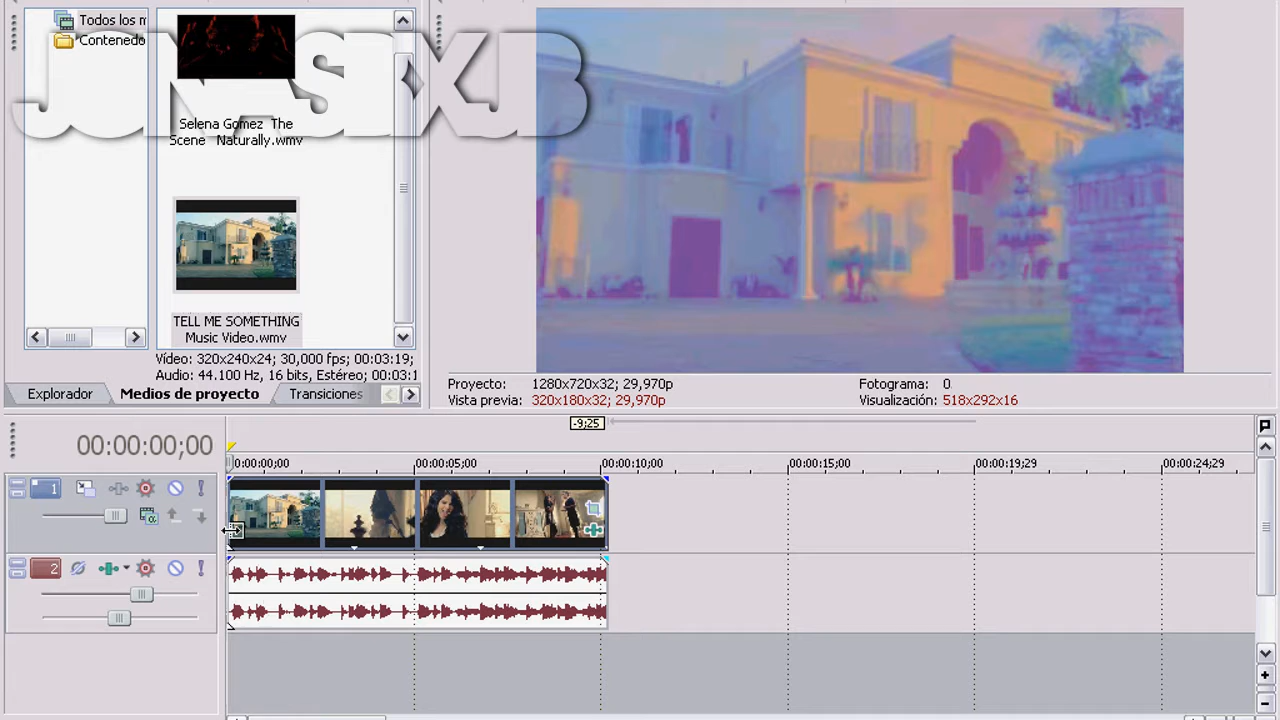 Todos los m
Contenedo
JONASIXJB
Selena Gomez The
Scene Naturally.wmv
TELL ME SOMETHING
Music Video.wmv
Vídeo: 320x240x24; 30,000 fps; 00:03:19;
Audio: 44.100 Hz, 16 bits, Estéreo; 00:03:1
Explorador
Medios de proyecto
Transiciones
Proyecto: 1280x720x32; 29,970p
Vista previa: 320x180x32; 29,970p
Fotograma: 0
Visualización: 518x292x16
-9;25
00:00:00;00
00:00:00;00
00:00:05;00
00:00:10;00
00:00:15;00
00:00:19;29
00:00:24;29
1
2